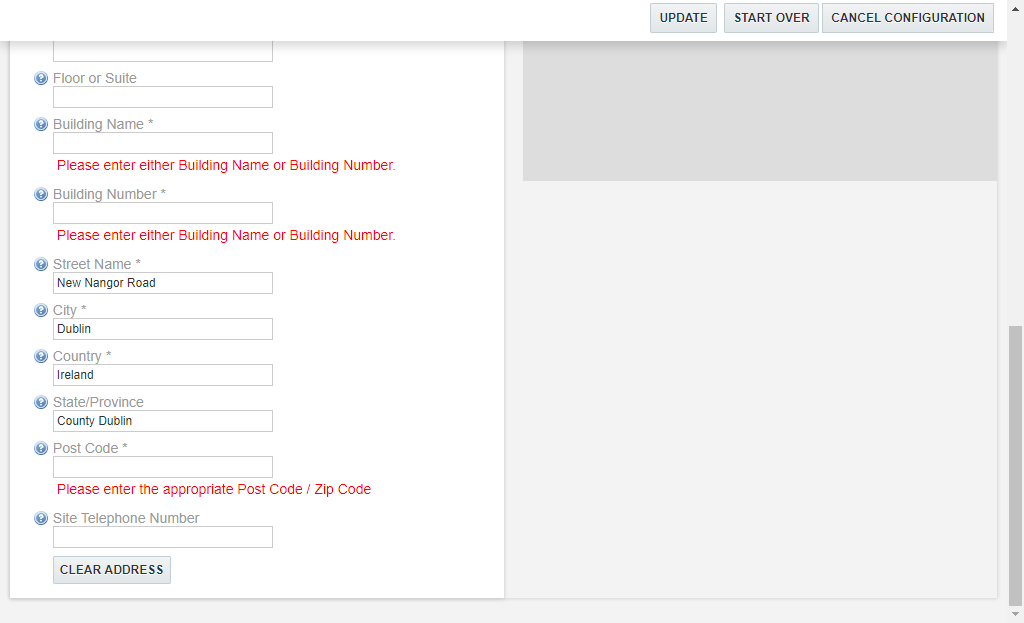 UPDATE START OVER CANCEL CONFIGURATION
Floor or Suite
Building Name *
Please enter either Building Name or Building Number.
Building Number *
Please enter either Building Name or Building Number.
Street Name *
New Nangor Road
City *
Dublin
Country *
Ireland
State/Province
County Dublin
Post Code *
Please enter the appropriate Post Code / Zip Code
Site Telephone Number
CLEAR ADDRESS